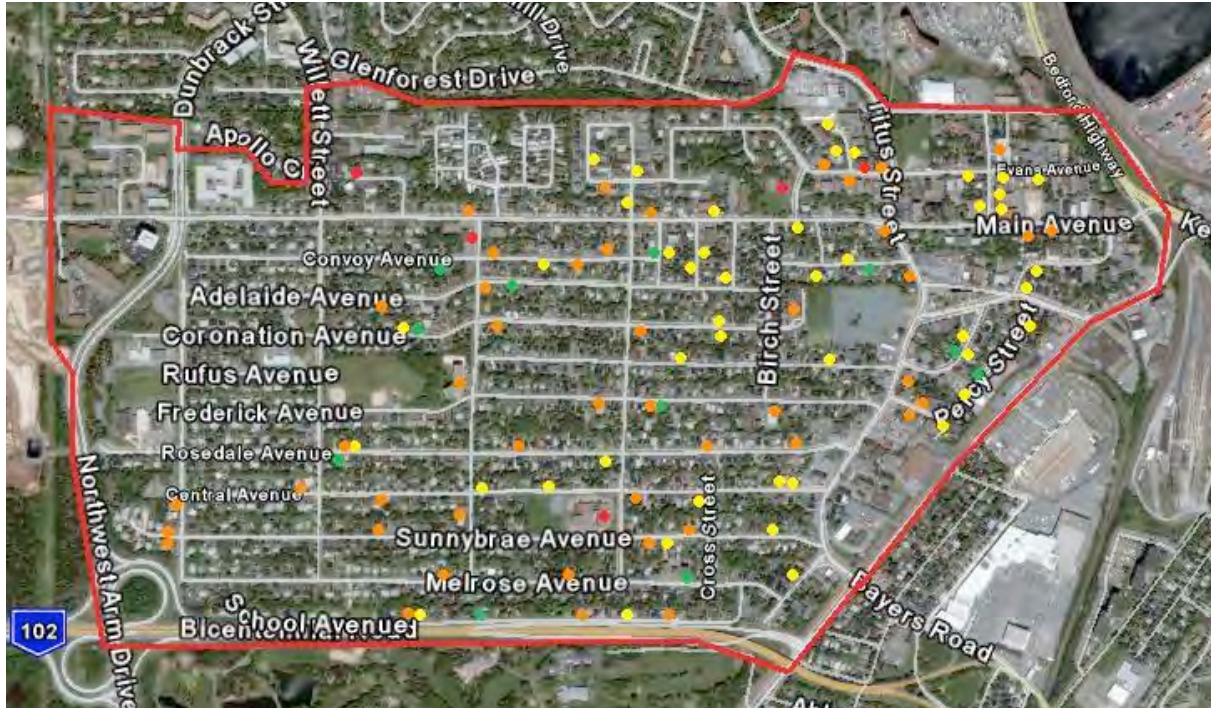 Dunbrack St
Willett Street
Glenforest Drive
mill Drive
Apollo C
Titus Street
Bedford Highway
Evans Avenue
Main Avenue
Ke
Convoy Avenue
Adelaide Avenue
Coronation Avenue
Birch Street
Rufus Avenue
Percy Street
Frederick Avenue
Rosedale Avenue
Northwest Arm Drive
Central Avenue
Sunnybrae Avenue
Cross Street
Melrose Avenue
School Avenue
Bayers Road
102